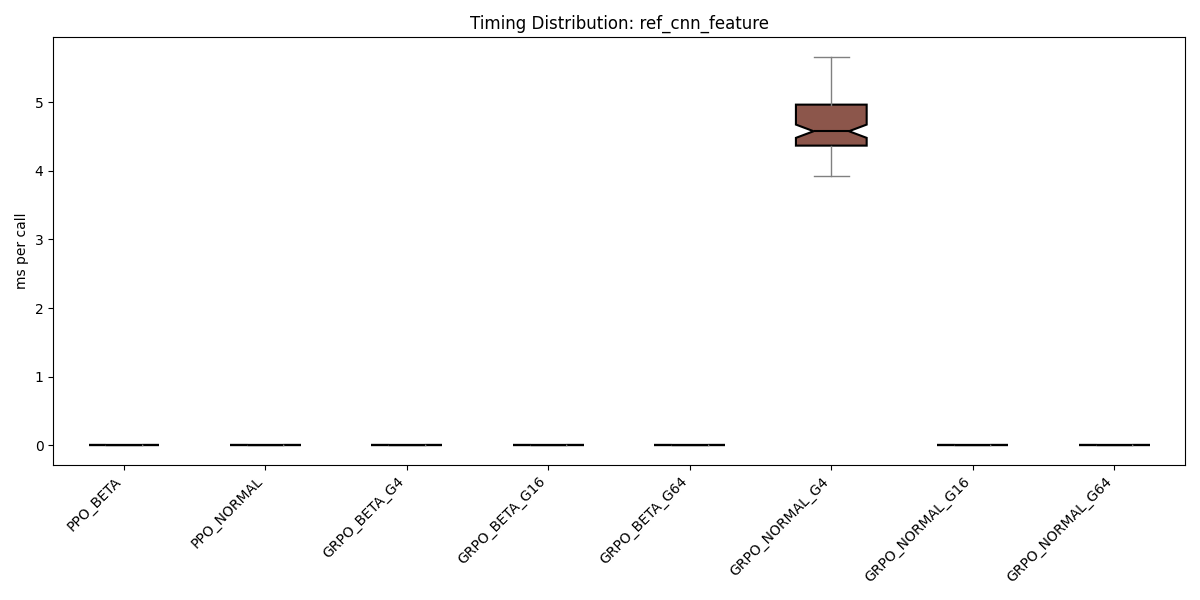 Timing Distribution: ref_cnn_feature
ms per call
5
4
3
2
1
0
PPO_BETA
PPO_NORMAL
GRPO_BETA_G4
GRPO_BETA_G16
GRPO_BETA_G64
GRPO_NORMAL_G4
GRPO_NORMAL_G16
GRPO_NORMAL_G64